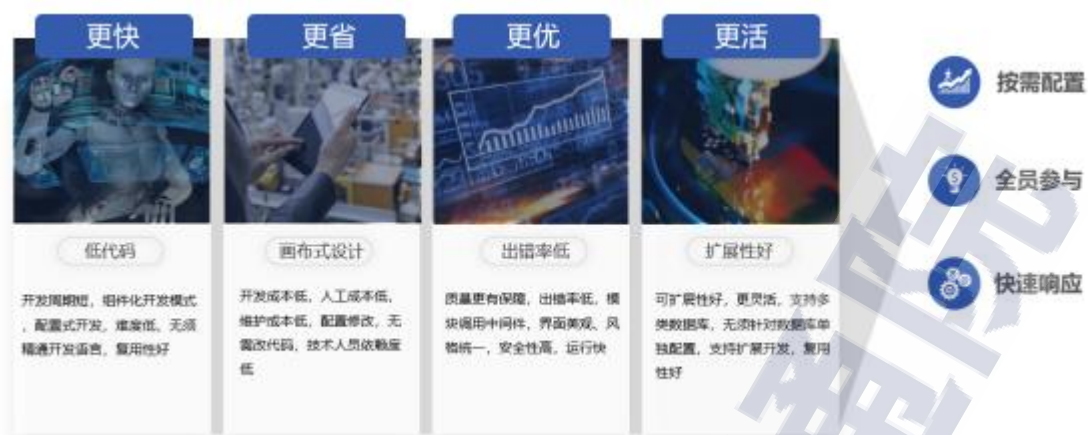 更快
低代码
开发周期短，组件化开发模式
，配置式开发，难度低、无须
精通开发语言，复用性好
更省
画布式设计
开发成本低，人工成本低，
维护成本低，配置修改，无
需改代码，技术人员依赖度
低
更优
出错率低
质量更有保障，出错率低，模
块调用中间件，界面美观、风
格统一，安全性高，运行快
更活
扩展性好
可扩展性好，更灵活，支持多
类数据库，无须针对数据库单
独配置，支持扩展开发，复用
性好
按需配置
全员参与
快速响应